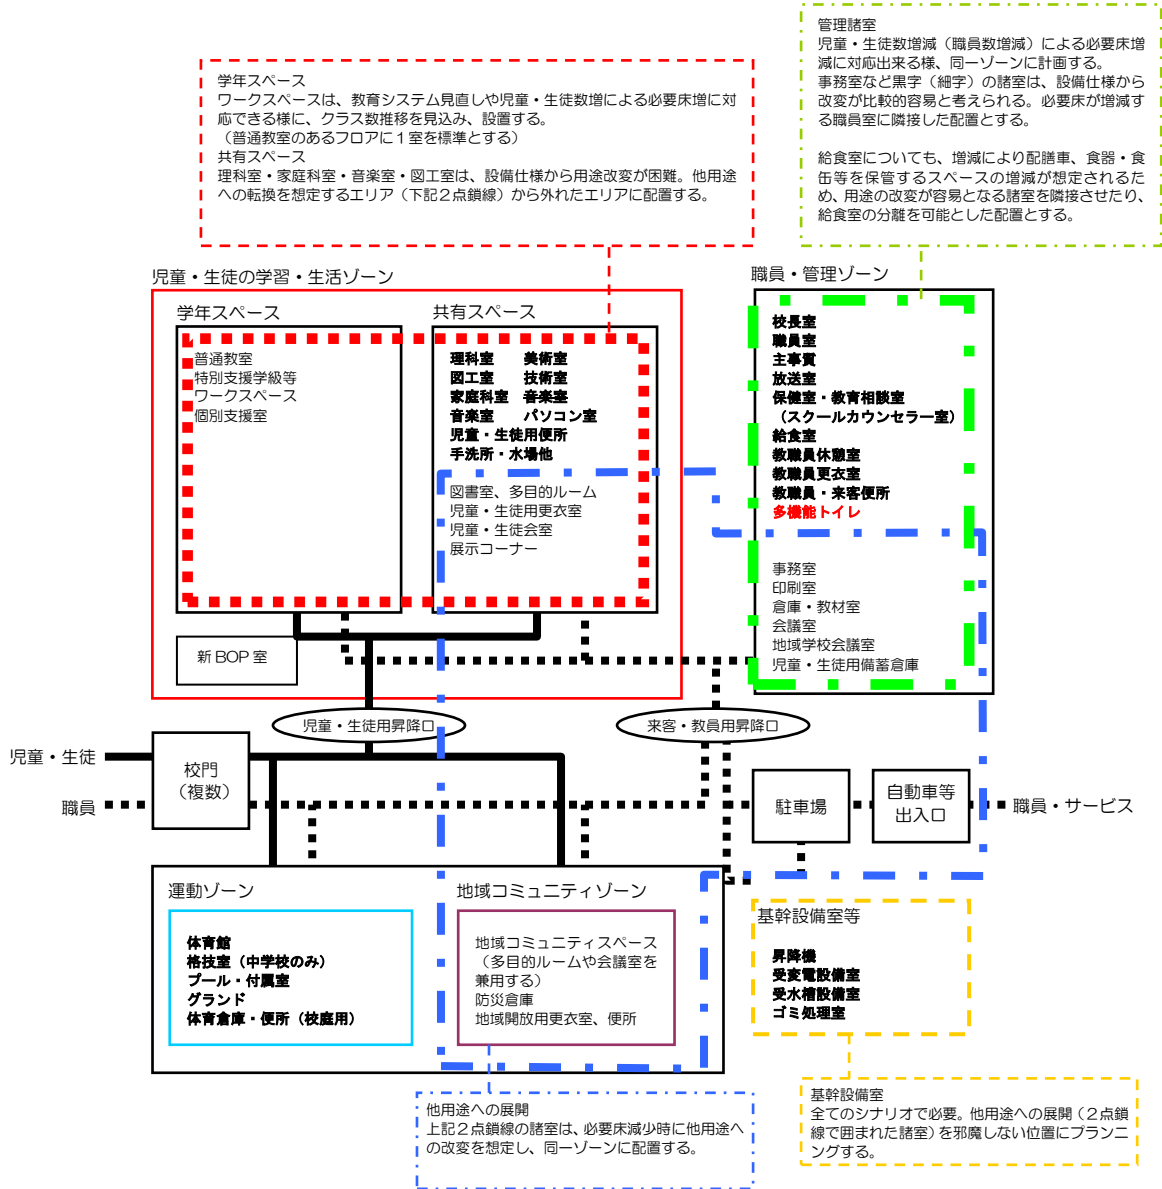 管理諸室
児童・生徒数増減（職員数増減）による必要床増
減に対応出来る様、同一ゾーンに計画する。
事務室など黒字（細字）の諸室は、設備仕様から
改変が比較的容易と考えられる。必要床が増減す
る職員室に隣接した配置とする。
給食室についても、増減により配膳車、食器・食
缶等を保管するスペースの増減が想定されるた
め、用途の改変が容易となる諸室を隣接させたり、
給食室の分離を可能とした配置とする。
学年スペース
ワークスペースは、教育システム見直しや児童・生徒数増による必要床増に対
応できる様に、クラス数推移を見込み、設置する。
（普通教室のあるフロアに１室を標準とする）
共有スペース
理科室・家庭科室・音楽室・図工室は、設備仕様から用途改変が困難。他用途
への転換を想定するエリア（下記２点鎖線）から外れたエリアに配置する。
児童・生徒の学習・生活ゾーン
学年スペース
普通教室
特別支援学級等
ワークスペース
個別支援室
共有スペース
理科室　美術室
図工室　技術室
家庭科室　音楽室
音楽室　パソコン室
児童・生徒用便所
手洗所・水場他
図書室、多目的ルーム
児童・生徒用更衣室
児童・生徒会室
展示コーナー
新 BOP 室
職員・管理ゾーン
校長室
職員室
主事質
放送室
保健室・教育相談室
（スクールカウンセラー室）
給食室
教職員休憩室
教職員更衣室
教職員・来客便所
多機能トイレ
事務室
印刷室
倉庫・教材室
会議室
地域学校会議室
児童・生徒用備蓄倉庫
児童・生徒用昇降口
来客・教員用昇降口
児童・生徒
職員
校門
（複数）
駐車場
自動車等
出入口
職員・サービス
運動ゾーン
体育館
格技室（中学校のみ）
プール・付属室
グランド
体育倉庫・便所（校庭用）
地域コミュニティゾーン
地域コミュニティスペース
（多目的ルームや会議室を
兼用する）
防災倉庫
地域開放用更衣室、便所
基幹設備室等
昇降機
受変電設備室
受水槽設備室
ゴミ処理室
他用途への展開
上記２点鎖線の諸室は、必要床減少時に他用途へ
の改変を想定し、同一ゾーンに配置する。
基幹設備室
全てのシナリオで必要。他用途への展開（２点鎖
線で囲まれた諸室）を邪魔しない位置にプランニ
ングする。